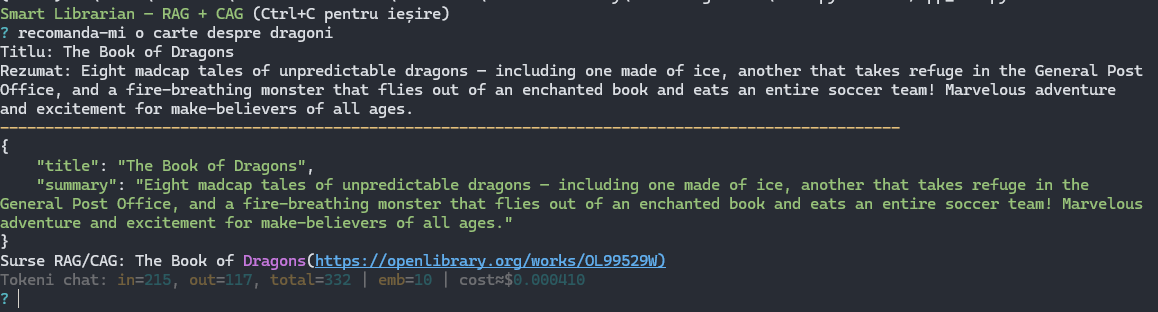 Smart Librarian — RAG + CAG (Ctrl+C pentru ieșire)
? recomanda-mi o carte despre dragoni
Titlu: The Book of Dragons
Rezumat: Eight madcap tales of unpredictable dragons — including one made of ice, another that takes refuge in the General Post
Office, and a fire-breathing monster that flies out of an enchanted book and eats an entire soccer team! Marvelous adventure
and excitement for make-believers of all ages.
────────────────────────────────────────────────────────────────────────────────────────────────────
{
    "title": "The Book of Dragons",
    "summary": "Eight madcap tales of unpredictable dragons — including one made of ice, another that takes refuge in the
General Post Office, and a fire-breathing monster that flies out of an enchanted book and eats an entire soccer team! Marvelous
adventure and excitement for make-believers of all ages."
}
Surse RAG/CAG: The Book of Dragons(https://openlibrary.org/works/OL99529W)
Tokeni chat: in=215, out=117, total=332 | emb=10 | cost≈$0.000410
?